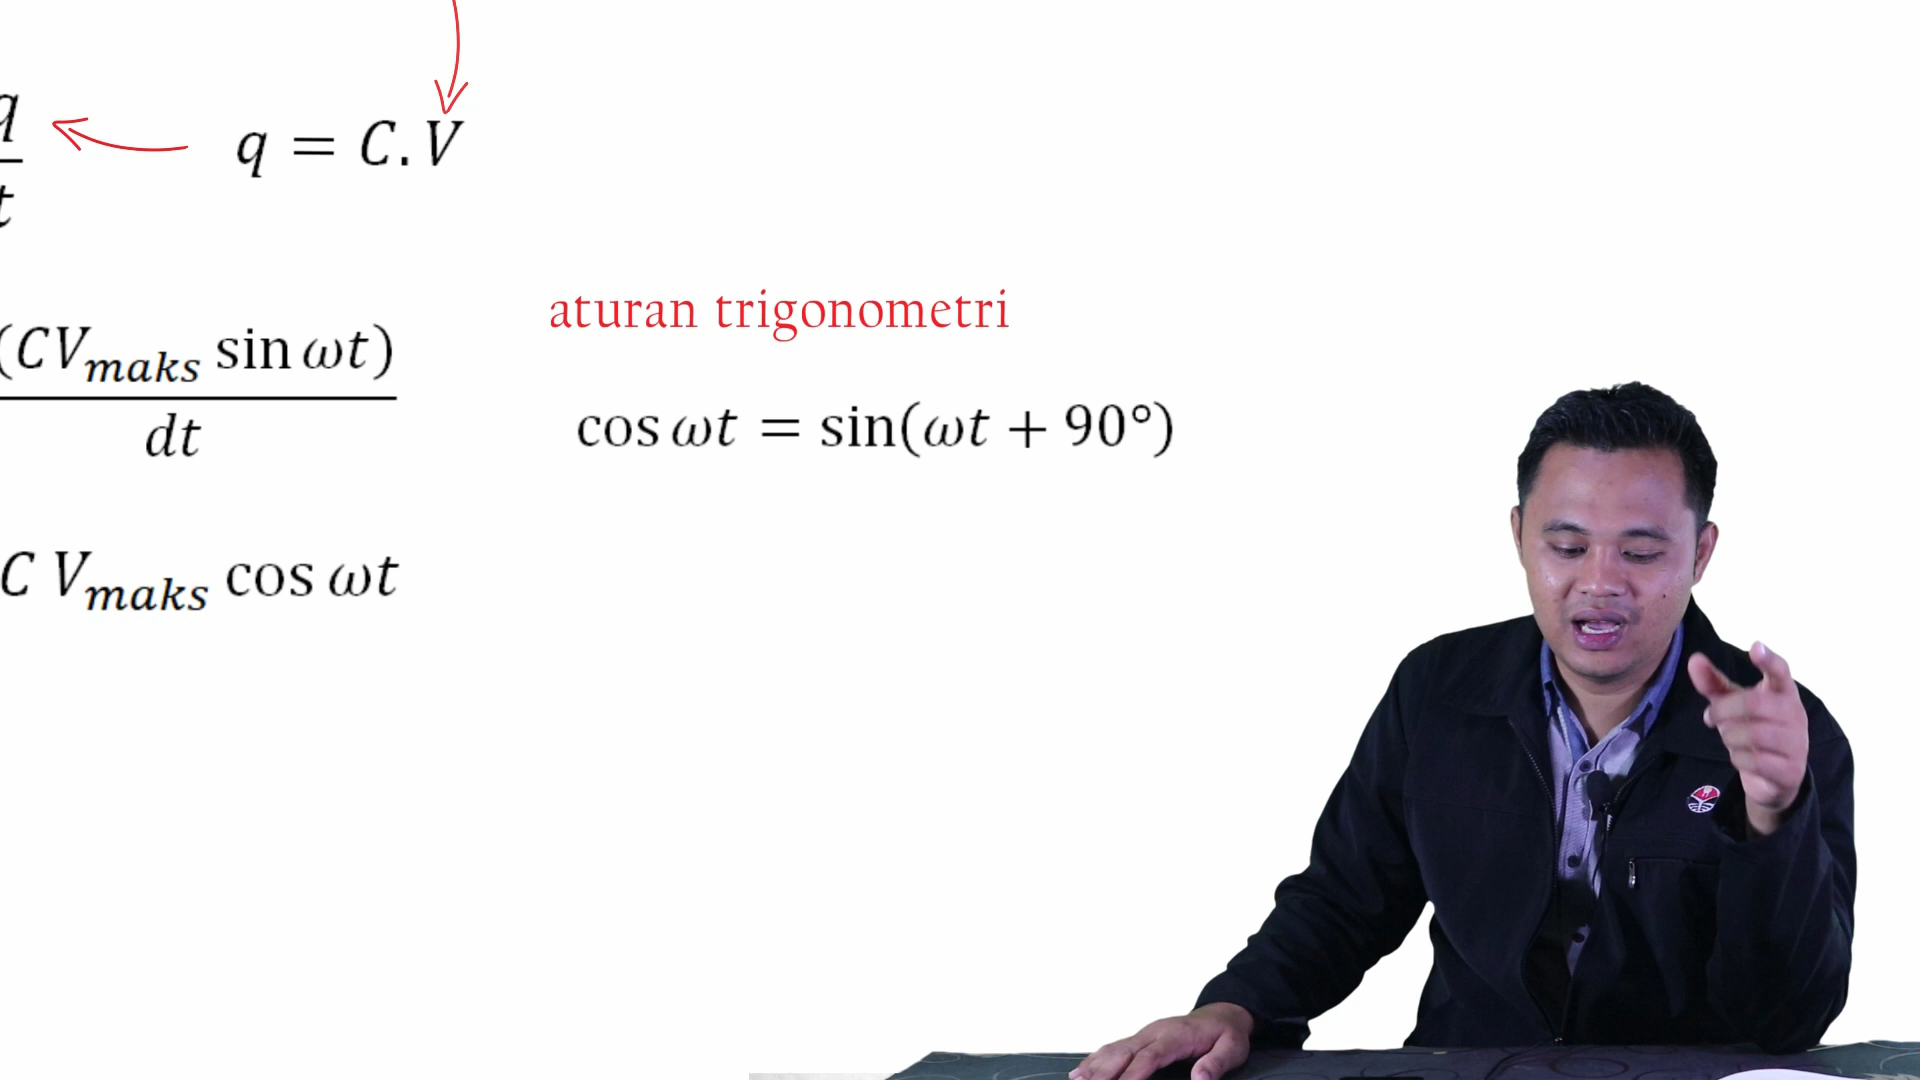 q
t
q = C.V
(CV_maks sin ωt)
dt
aturan trigonometri
cos ωt = sin(ωt + 90°)
C V_maks cos ωt